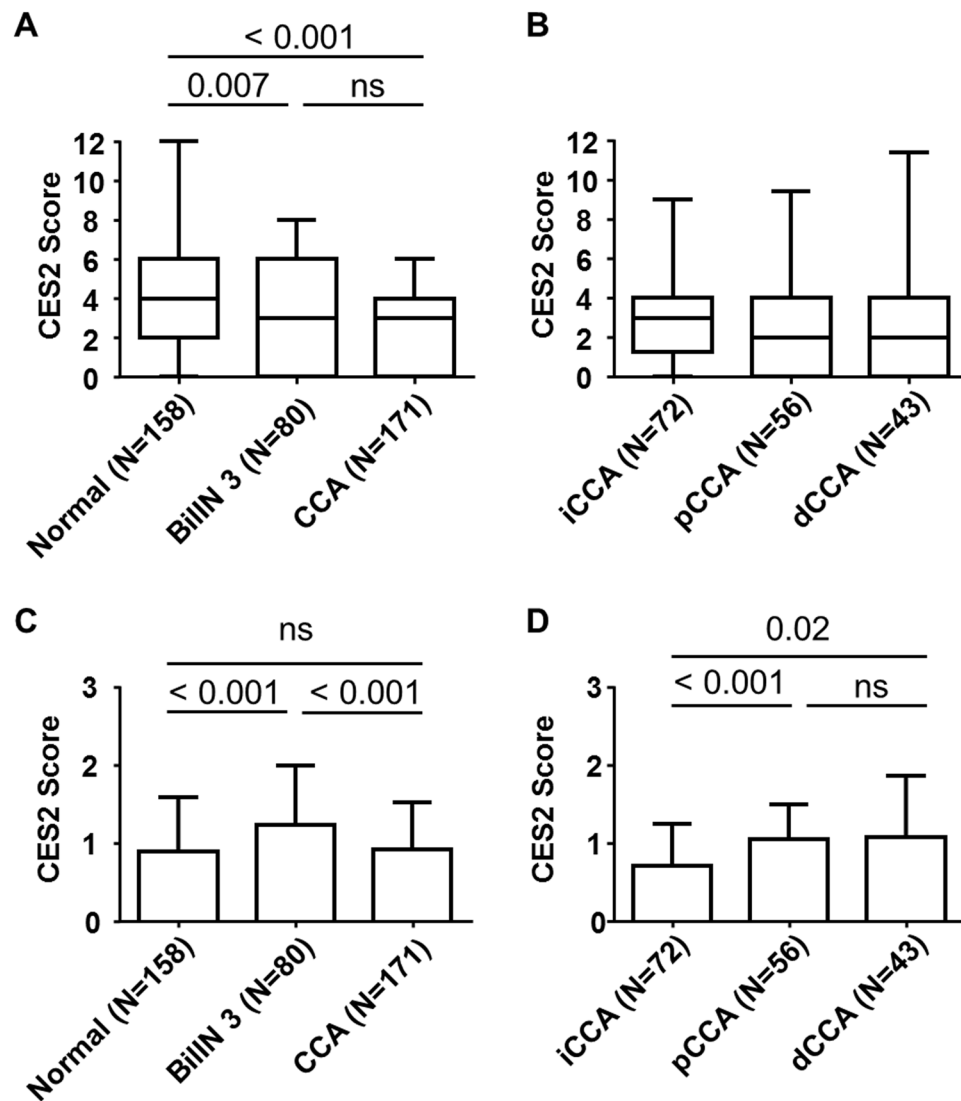 A
< 0.001
0.007
ns
CES2 Score
12
10
8
6
4
2
0
Normal (N=158)
BilIN 3 (N=80)
CCA (N=171)
B
CES2 Score
12
10
8
6
4
2
0
iCCA (N=72)
pCCA (N=56)
dCCA (N=43)
C
ns
< 0.001
< 0.001
CES2 Score
3
2
1
0
Normal (N=158)
BilIN 3 (N=80)
CCA (N=171)
D
0.02
< 0.001
ns
CES2 Score
3
2
1
0
iCCA (N=72)
pCCA (N=56)
dCCA (N=43)